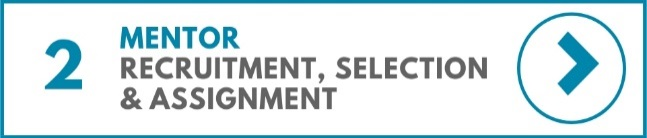 2
MENTOR
RECRUITMENT, SELECTION
& ASSIGNMENT